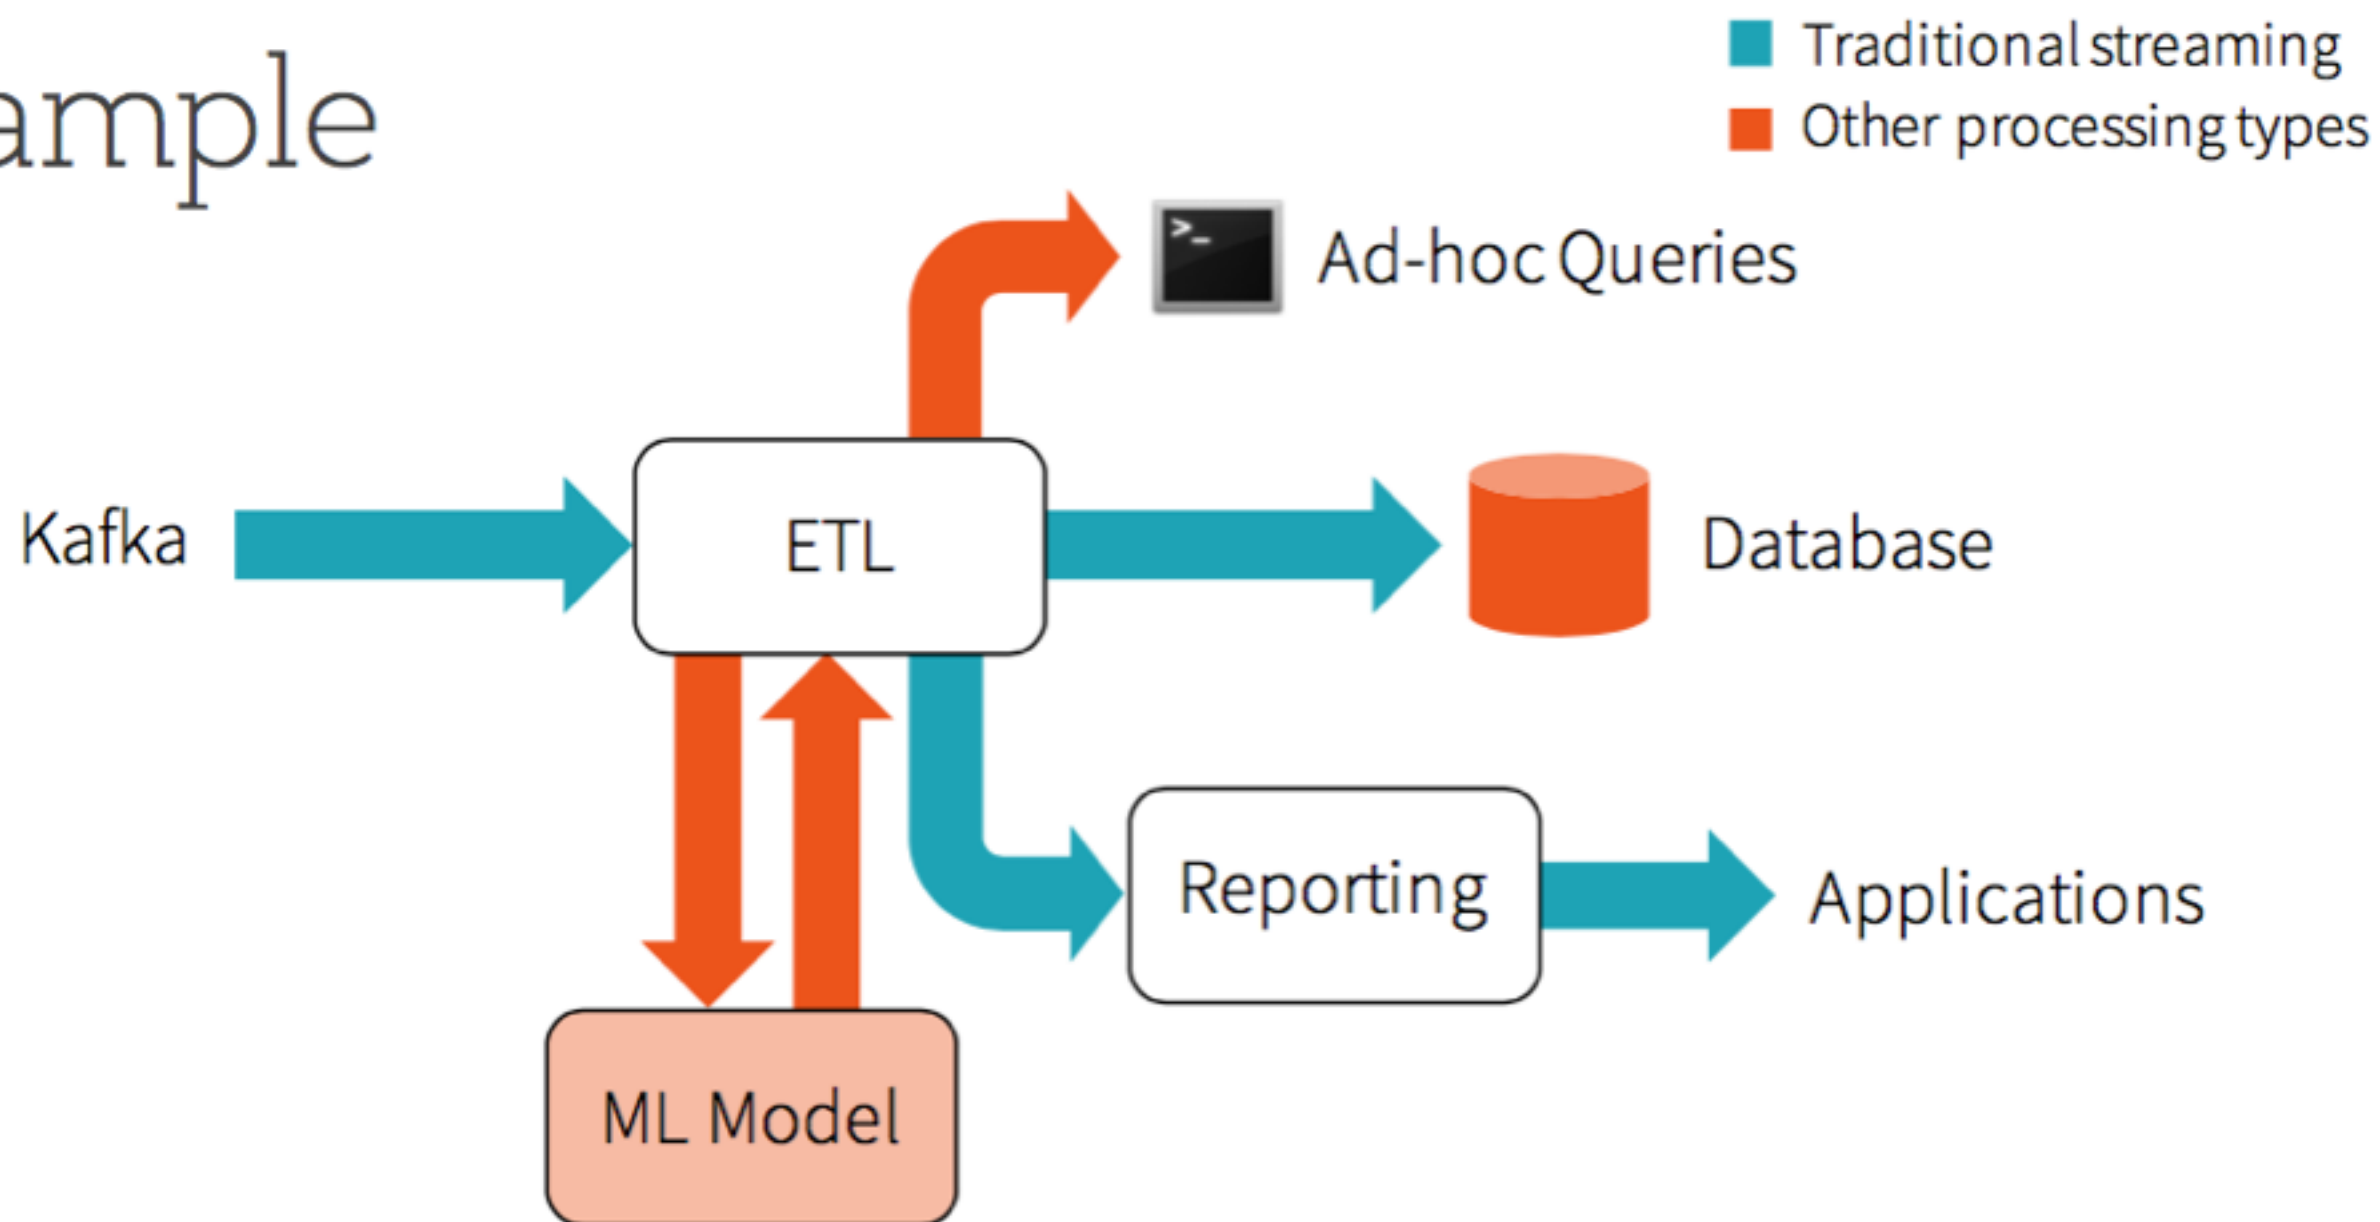 Traditional streaming
Other processing types
ample
>_
Ad-hoc Queries
Kafka
ETL
Database
Reporting
Applications
ML Model